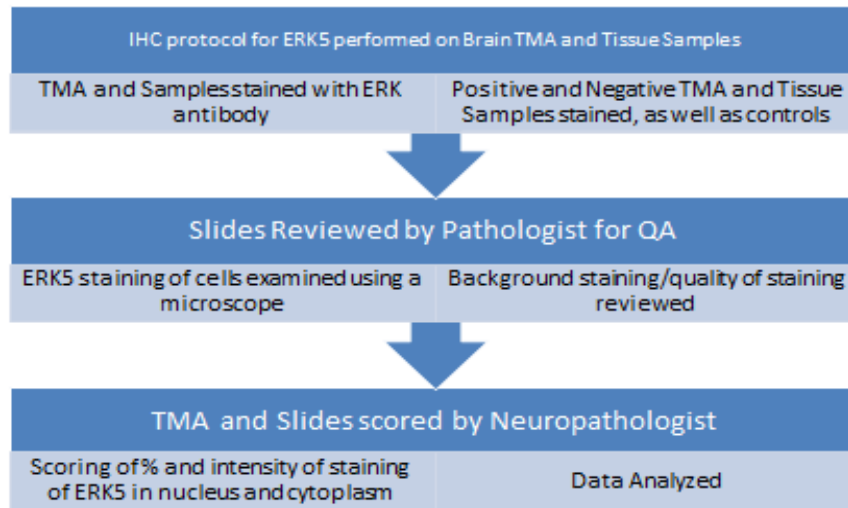 IHC protocol for ERK5 performed on Brain TMA and Tissue Samples
TMA and Samples stained with ERK
antibody
Positive and Negative TMA and Tissue
Samples stained, as well as controls
Slides Reviewed by Pathologist for QA
ERK5 staining of cells examined using a
microscope
Background staining/quality of staining
reviewed
TMA and Slides scored by Neuropathologist
Scoring of % and intensity of staining
of ERK5 in nucleus and cytoplasm
Data Analyzed